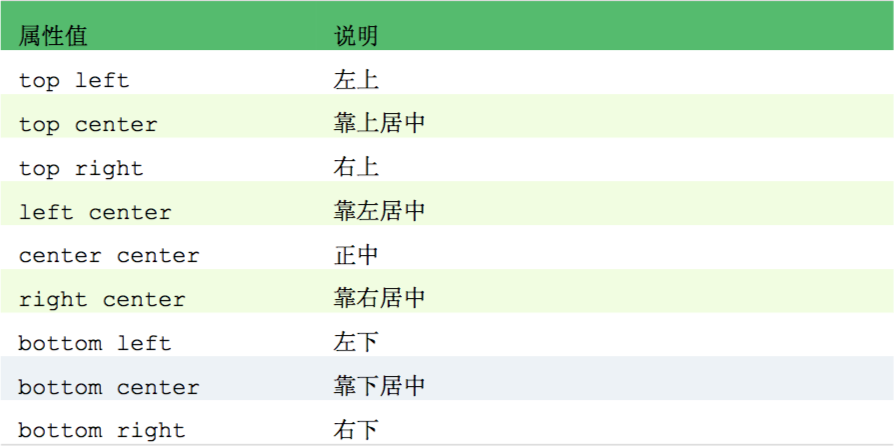 属性值 说明
top left 左上
top center 靠上居中
top right 右上
left center 靠左居中
center center 正中
right center 靠右居中
bottom left 左下
bottom center 靠下居中
bottom right 右下